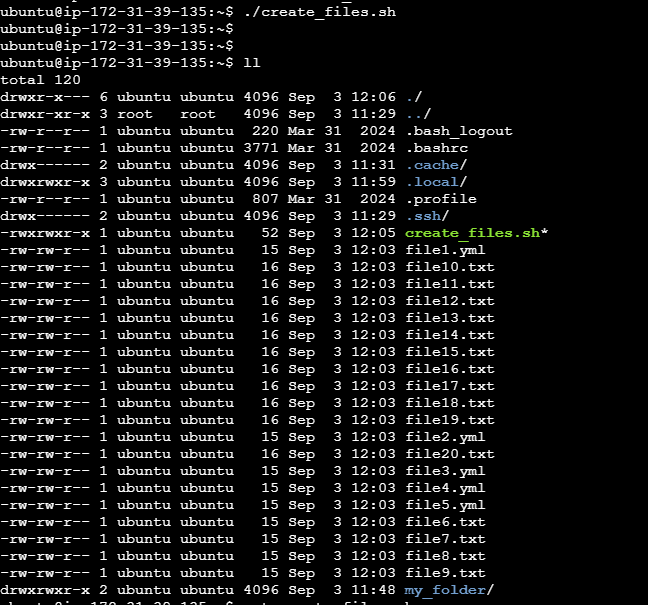 ubuntu@ip-172-31-39-135:~$ ./create_files.sh
ubuntu@ip-172-31-39-135:~$
ubuntu@ip-172-31-39-135:~$
ubuntu@ip-172-31-39-135:~$ ll
total 120
drwxr-x--- 6 ubuntu ubuntu 4096 Sep  3 12:06 ./
drwxr-xr-x 3 root   root   4096 Sep  3 11:29 ../
-rw-r--r-- 1 ubuntu ubuntu  220 Mar 31  2024 .bash_logout
-rw-r--r-- 1 ubuntu ubuntu 3771 Mar 31  2024 .bashrc
drwx------ 2 ubuntu ubuntu 4096 Sep  3 11:31 .cache/
drwxrwxr-x 3 ubuntu ubuntu 4096 Sep  3 11:59 .local/
-rw-r--r-- 1 ubuntu ubuntu  807 Mar 31  2024 .profile
drwx------ 2 ubuntu ubuntu 4096 Sep  3 11:29 .ssh/
-rwxrwxr-x 1 ubuntu ubuntu   52 Sep  3 12:05 create_files.sh*
-rw-rw-r-- 1 ubuntu ubuntu   15 Sep  3 12:03 file1.yml
-rw-rw-r-- 1 ubuntu ubuntu   16 Sep  3 12:03 file10.txt
-rw-rw-r-- 1 ubuntu ubuntu   16 Sep  3 12:03 file11.txt
-rw-rw-r-- 1 ubuntu ubuntu   16 Sep  3 12:03 file12.txt
-rw-rw-r-- 1 ubuntu ubuntu   16 Sep  3 12:03 file13.txt
-rw-rw-r-- 1 ubuntu ubuntu   16 Sep  3 12:03 file14.txt
-rw-rw-r-- 1 ubuntu ubuntu   16 Sep  3 12:03 file15.txt
-rw-rw-r-- 1 ubuntu ubuntu   16 Sep  3 12:03 file16.txt
-rw-rw-r-- 1 ubuntu ubuntu   16 Sep  3 12:03 file17.txt
-rw-rw-r-- 1 ubuntu ubuntu   16 Sep  3 12:03 file18.txt
-rw-rw-r-- 1 ubuntu ubuntu   16 Sep  3 12:03 file19.txt
-rw-rw-r-- 1 ubuntu ubuntu   15 Sep  3 12:03 file2.yml
-rw-rw-r-- 1 ubuntu ubuntu   16 Sep  3 12:03 file20.txt
-rw-rw-r-- 1 ubuntu ubuntu   15 Sep  3 12:03 file3.yml
-rw-rw-r-- 1 ubuntu ubuntu   15 Sep  3 12:03 file4.yml
-rw-rw-r-- 1 ubuntu ubuntu   15 Sep  3 12:03 file5.yml
-rw-rw-r-- 1 ubuntu ubuntu   15 Sep  3 12:03 file6.txt
-rw-rw-r-- 1 ubuntu ubuntu   15 Sep  3 12:03 file7.txt
-rw-rw-r-- 1 ubuntu ubuntu   15 Sep  3 12:03 file8.txt
-rw-rw-r-- 1 ubuntu ubuntu   15 Sep  3 12:03 file9.txt
drwxrwxr-x 2 ubuntu ubuntu 4096 Sep  3 11:48 my_folder/
ubuntu@ip-172-31-39-135:~$